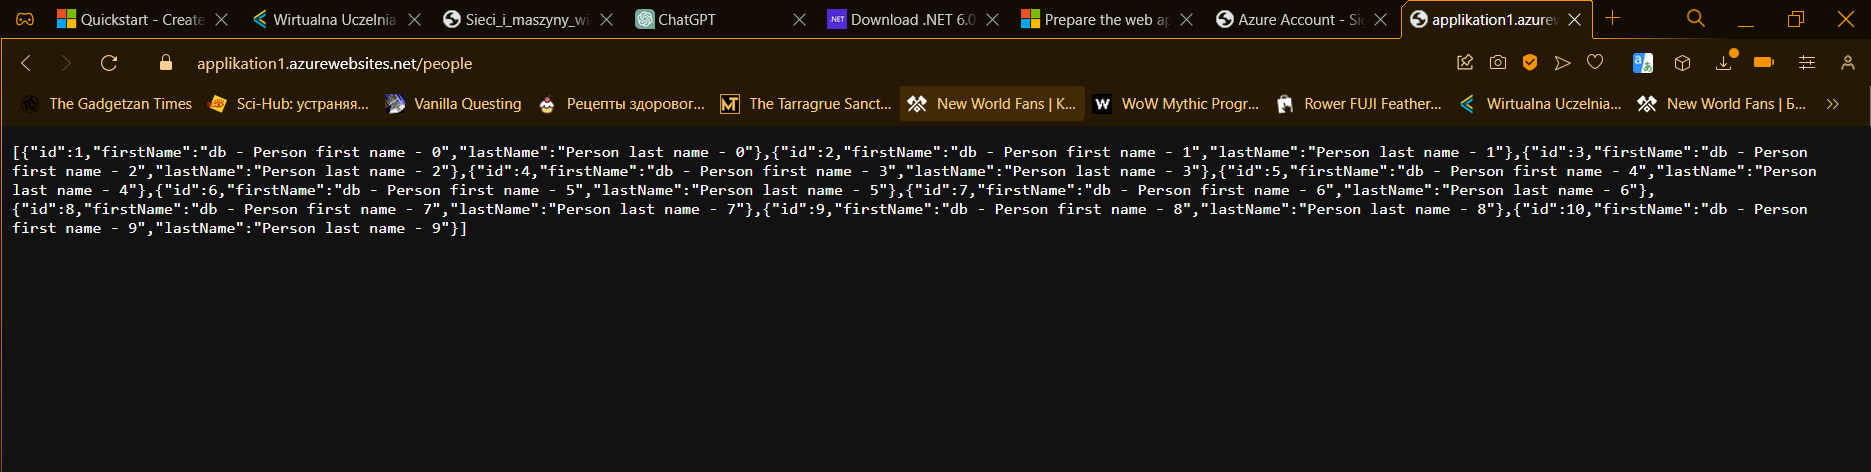 Quickstart - Create
Wirtualna Uczelnia
Sieci_i_maszyny_wi
ChatGPT
Download .NET 6.0
Prepare the web ap
Azure Account - Sig
applikation1.azurew
applikation1.azurewebsites.net/people
The Gadgetzan Times
Sci-Hub: устраняя...
Vanilla Questing
Рецепты здоровог...
The Tarragrue Sanct...
New World Fans | К...
WoW Mythic Progr...
Rower FUJI Feather...
Wirtualna Uczelnia...
New World Fans | Б...
[{"id":1,"firstName":"db - Person first name - 0","lastName":"Person last name - 0"},{"id":2,"firstName":"db - Person first name - 1","lastName":"Person last name - 1"},{"id":3,"firstName":"db - Person
first name - 2","lastName":"Person last name - 2"},{"id":4,"firstName":"db - Person first name - 3","lastName":"Person last name - 3"},{"id":5,"firstName":"db - Person first name - 4","lastName":"Person
last name - 4"},{"id":6,"firstName":"db - Person first name - 5","lastName":"Person last name - 5"},{"id":7,"firstName":"db - Person first name - 6","lastName":"Person last name - 6"},
{"id":8,"firstName":"db - Person first name - 7","lastName":"Person last name - 7"},{"id":9,"firstName":"db - Person first name - 8","lastName":"Person last name - 8"},{"id":10,"firstName":"db - Person
first name - 9","lastName":"Person last name - 9"}]